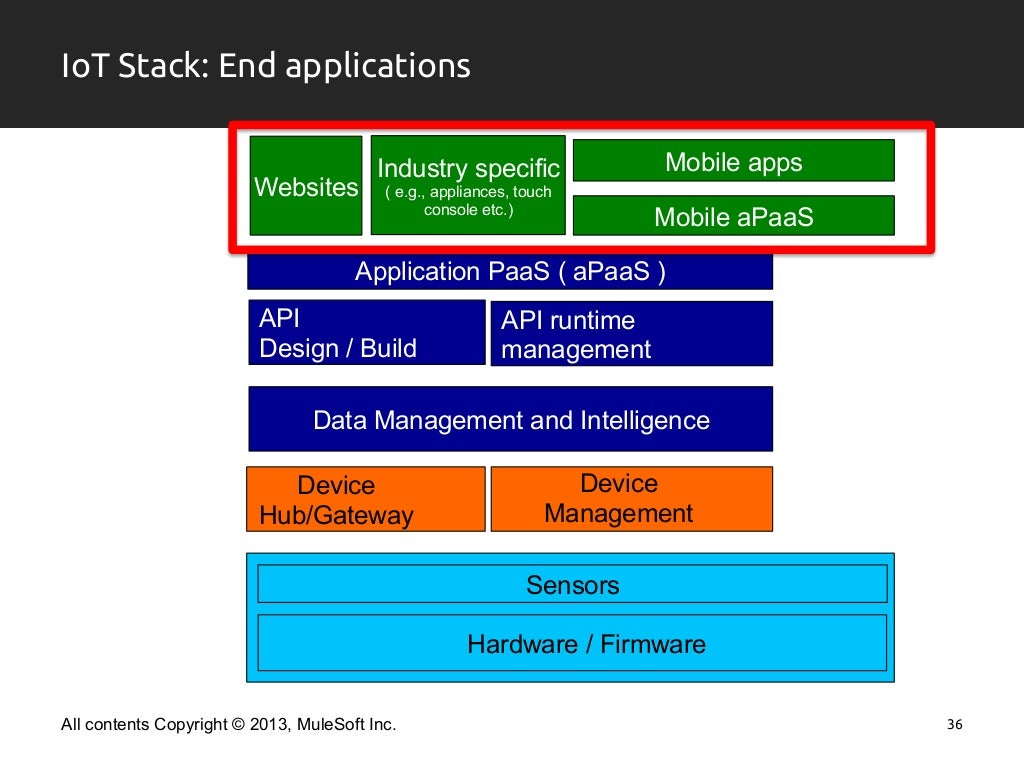 IoT Stack: End applications
Websites
Industry specific
( e.g., appliances, touch
console etc.)
Mobile apps
Mobile aPaaS
Application PaaS ( aPaaS )
API
Design / Build
API runtime
management
Data Management and Intelligence
Device
Hub/Gateway
Device
Management
Sensors
Hardware / Firmware
All contents Copyright © 2013, MuleSoft Inc.
36